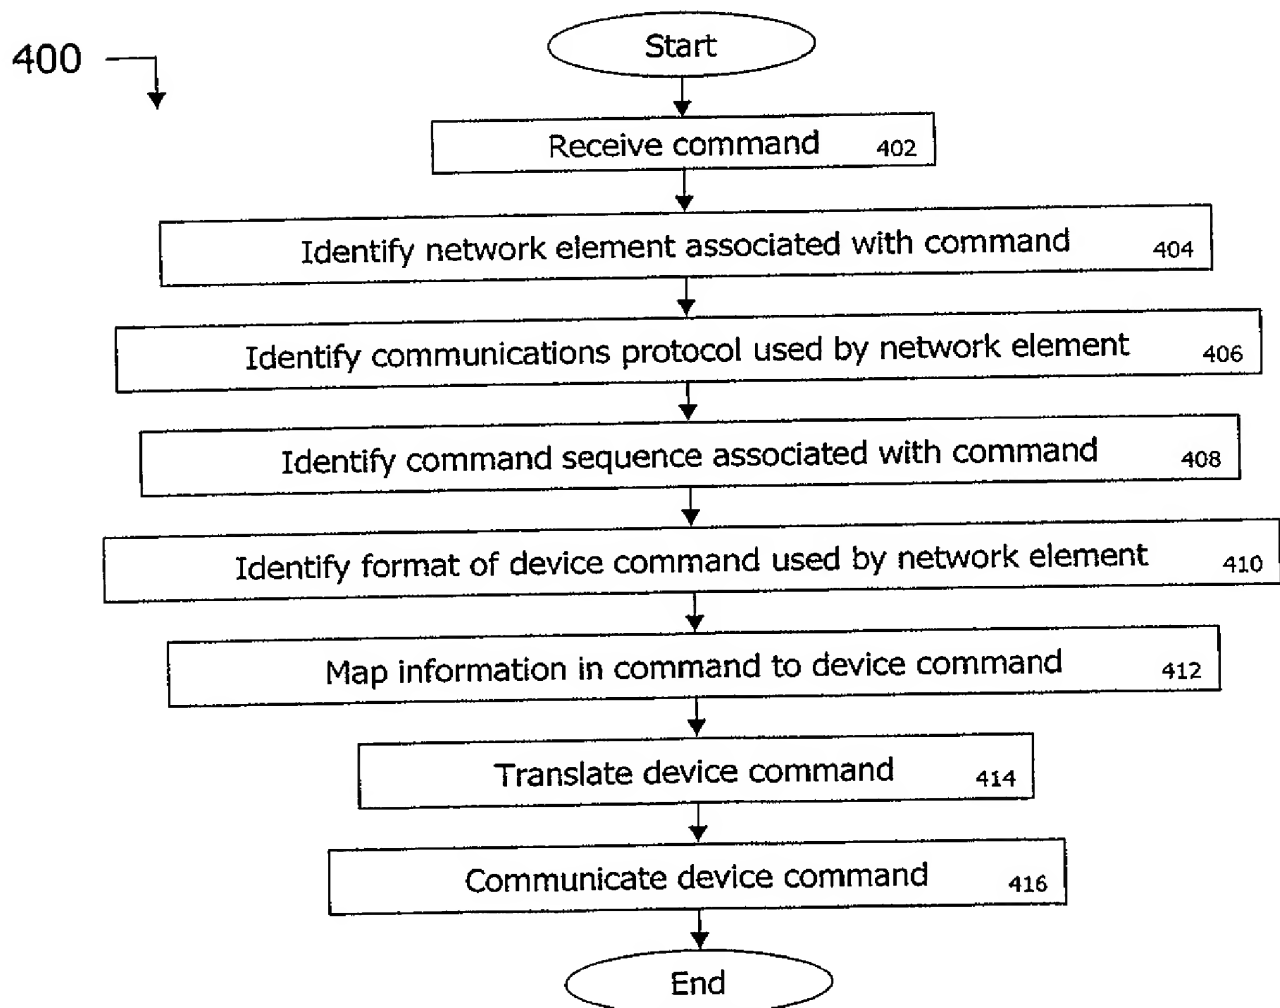 400
Start
Receive command 402
Identify network element associated with command 404
Identify communications protocol used by network element 406
Identify command sequence associated with command 408
Identify format of device command used by network element 410
Map information in command to device command 412
Translate device command 414
Communicate device command 416
End